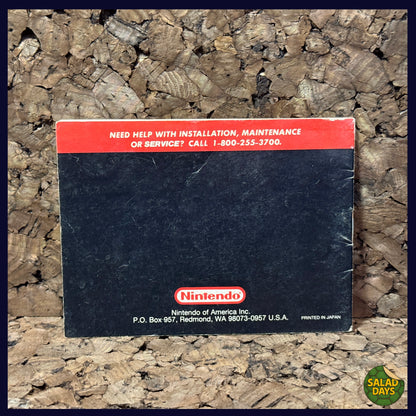 NEED HELP WITH INSTALLATION, MAINTENANCE
OR SERVICE? CALL 1-800-255-3700.
Nintendo
Nintendo of America Inc.
P.O. Box 957, Redmond, WA 98073-0957 U.S.A.
PRINTED IN JAPAN
SALAD
DAYS